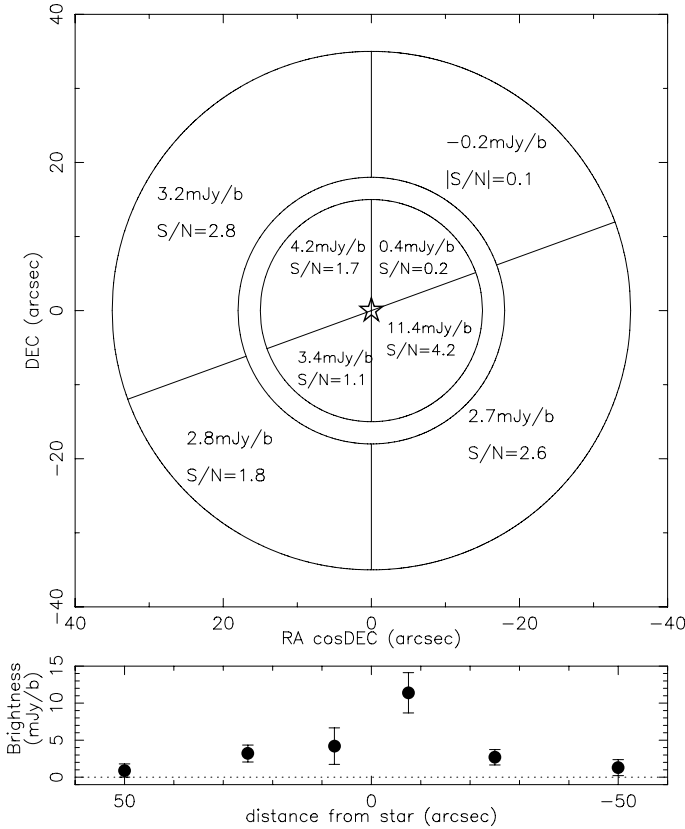 40
20
0
−20
−40
DEC (arcsec)
−0.2mJy/b
|S/N|=0.1
3.2mJy/b
S/N=2.8
4.2mJy/b
S/N=1.7
0.4mJy/b
S/N=0.2
11.4mJy/b
S/N=4.2
3.4mJy/b
S/N=1.1
2.7mJy/b
S/N=2.6
2.8mJy/b
S/N=1.8
40
20
0
−20
−40
RA cosDEC (arcsec)
Brightness
(mJy/b)
15
10
5
0
50
0
−50
distance from star (arcsec)